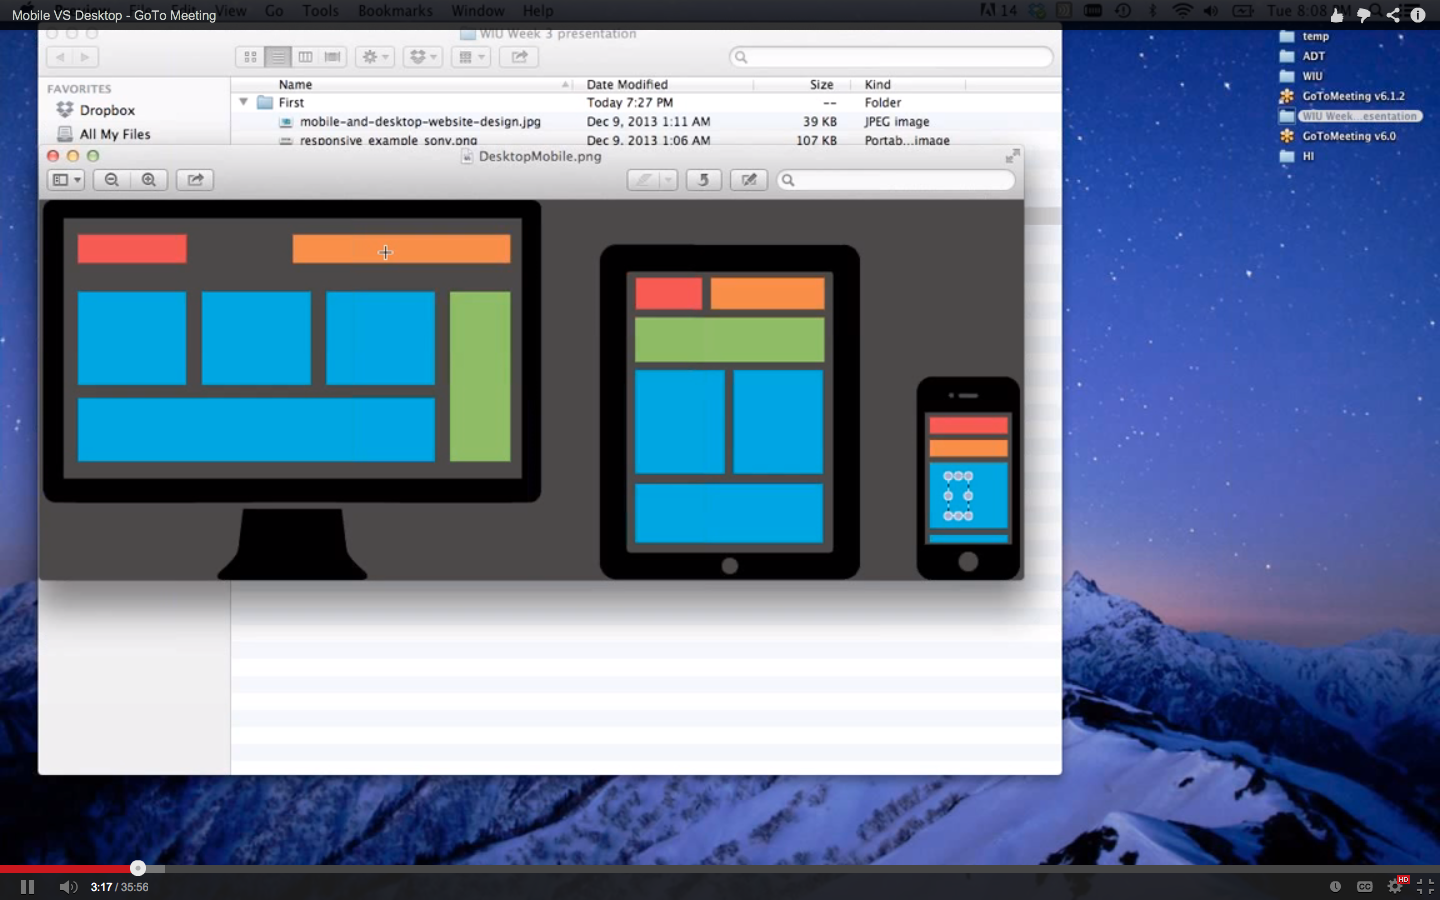 Mobile VS Desktop - GoTo Meeting
Go Tools Bookmarks Window Help
14
Tue 8:08
WIU Week 3 presentation
FAVORITES
Dropbox
All My Files
Name Date Modified Size Kind
First Today 7:27 PM -- Folder
mobile-and-desktop-website-design.jpg Dec 9, 2013 1:11 AM 39 KB JPEG image
responsive_example_sony.png Dec 9, 2013 1:06 AM 107 KB Portab...image
DesktopMobile.png
temp
ADT
WIU
GoToMeeting v6.1.2
WIU Week...esentation
GoToMeeting v6.0
HI
3:17 / 35:56
CC
HD